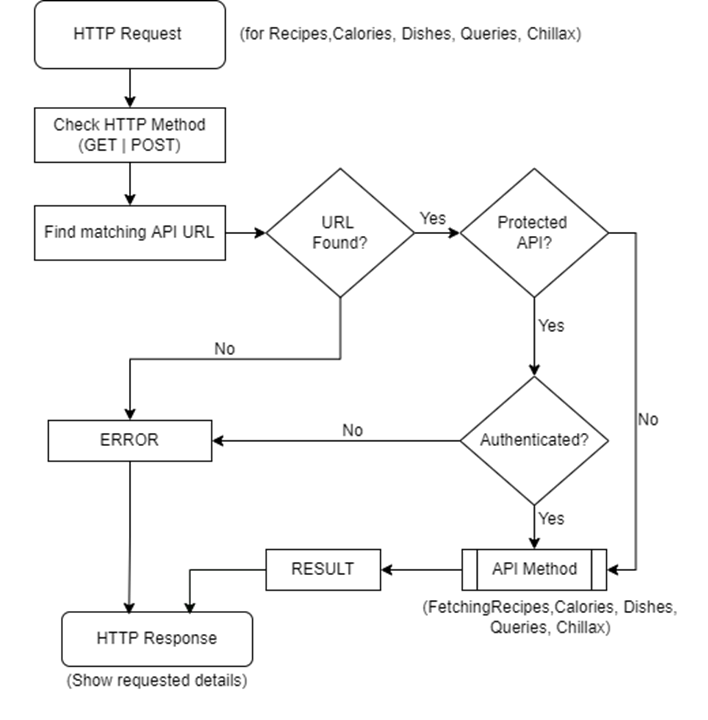 HTTP Request
(for Recipes,Calories, Dishes, Queries, Chillax)
Check HTTP Method
(GET | POST)
Find matching API URL
URL
Found?
Yes
Protected
API?
Yes
No
No
ERROR
No
Authenticated?
Yes
RESULT
API Method
(FetchingRecipes,Calories, Dishes,
Queries, Chillax)
HTTP Response
(Show requested details)